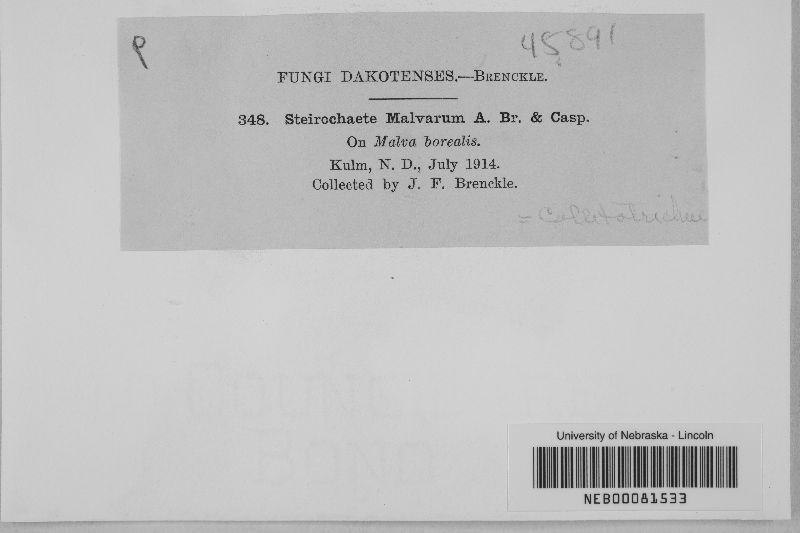 45891
FUNGI DAKOTENSES.—BRENCKLE.
348. Steirochaete Malvarum A. Br. & Casp.
On Malva borealis.
Kulm, N. D., July 1914.
Collected by J. F. Brenckle.
= Colletotrichum
University of Nebraska - Lincoln
NEB00081533